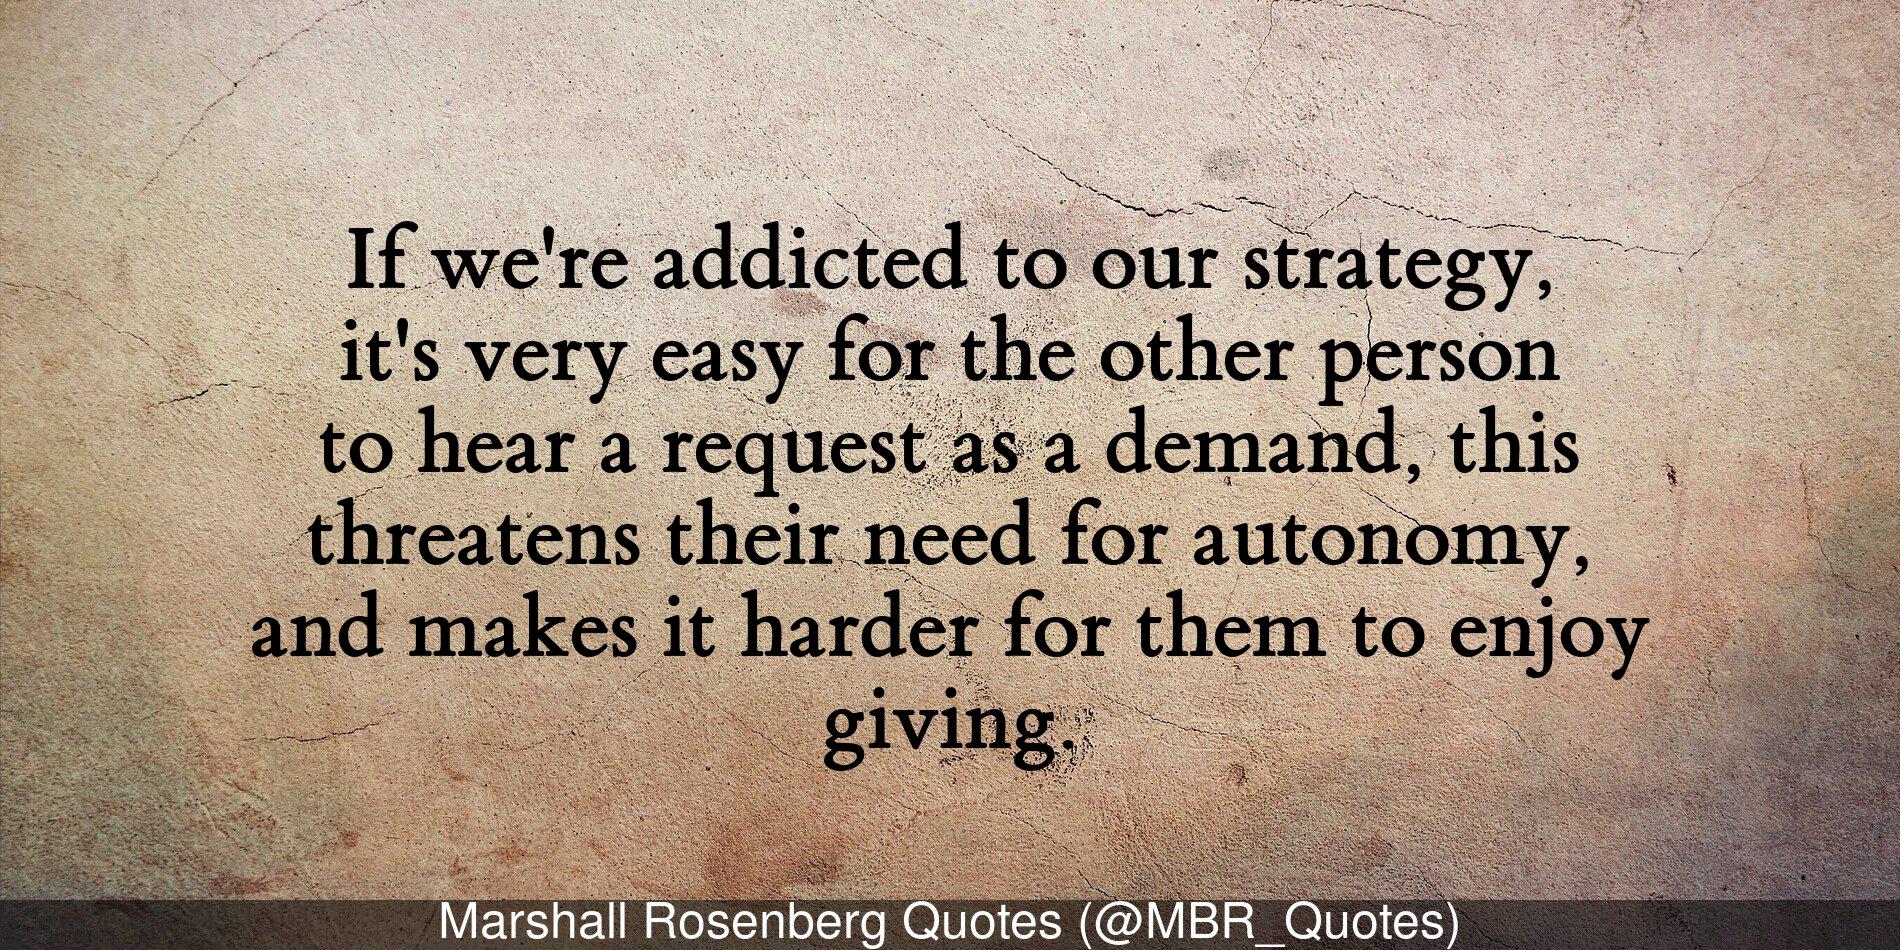 If we're addicted to our strategy,
it's very easy for the other person
to hear a request as a demand, this
threatens their need for autonomy,
and makes it harder for them to enjoy
giving.
Marshall Rosenberg Quotes (@MBR_Quotes)